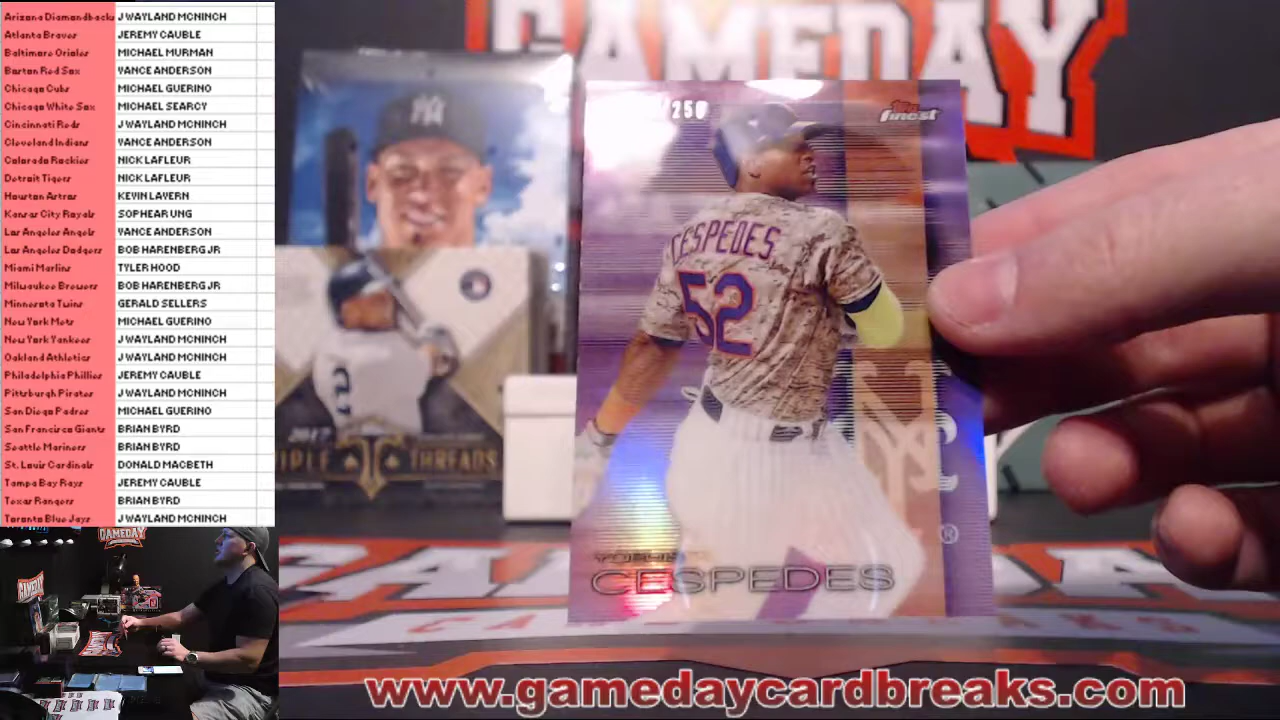 Arizona Diamondbacks J WAYLAND MCNINCH
Atlanta Braves JEREMY CAUBLE
Baltimore Orioles MICHAEL MURMAN
Boston Red Sox VANCE ANDERSON
Chicago Cubs MICHAEL GUERINO
Chicago White Sox MICHAEL SEARCY
Cincinnati Reds J WAYLAND MCNINCH
Cleveland Indians VANCE ANDERSON
Colorado Rockies NICK LAFLEUR
Detroit Tigers NICK LAFLEUR
Houston Astros KEVIN LAVERN
Kansas City Royals SOPHEAR UNG
Los Angeles Angels VANCE ANDERSON
Los Angeles Dodgers BOB HARENBERG JR
Miami Marlins TYLER HOOD
Milwaukee Brewers BOB HARENBERG JR
Minnesota Twins GERALD SELLERS
New York Mets MICHAEL GUERINO
New York Yankees J WAYLAND MCNINCH
Oakland Athletics J WAYLAND MCNINCH
Philadelphia Phillies JEREMY CAUBLE
Pittsburgh Pirates J WAYLAND MCNINCH
San Diego Padres MICHAEL GUERINO
San Francisco Giants BRIAN BYRD
Seattle Mariners BRIAN BYRD
St. Louis Cardinals DONALD MACBETH
Tampa Bay Rays JEREMY CAUBLE
Texas Rangers BRIAN BYRD
Toronto Blue Jays J WAYLAND MCNINCH
GAMEDAY
/250
Topps
finest
CESPEDES
52
NY
2
2017
TRIPLE THREADS
YOENIS
CESPEDES
®
GAMEDAY
GAMEDAY
www.gamedaycardbreaks.com